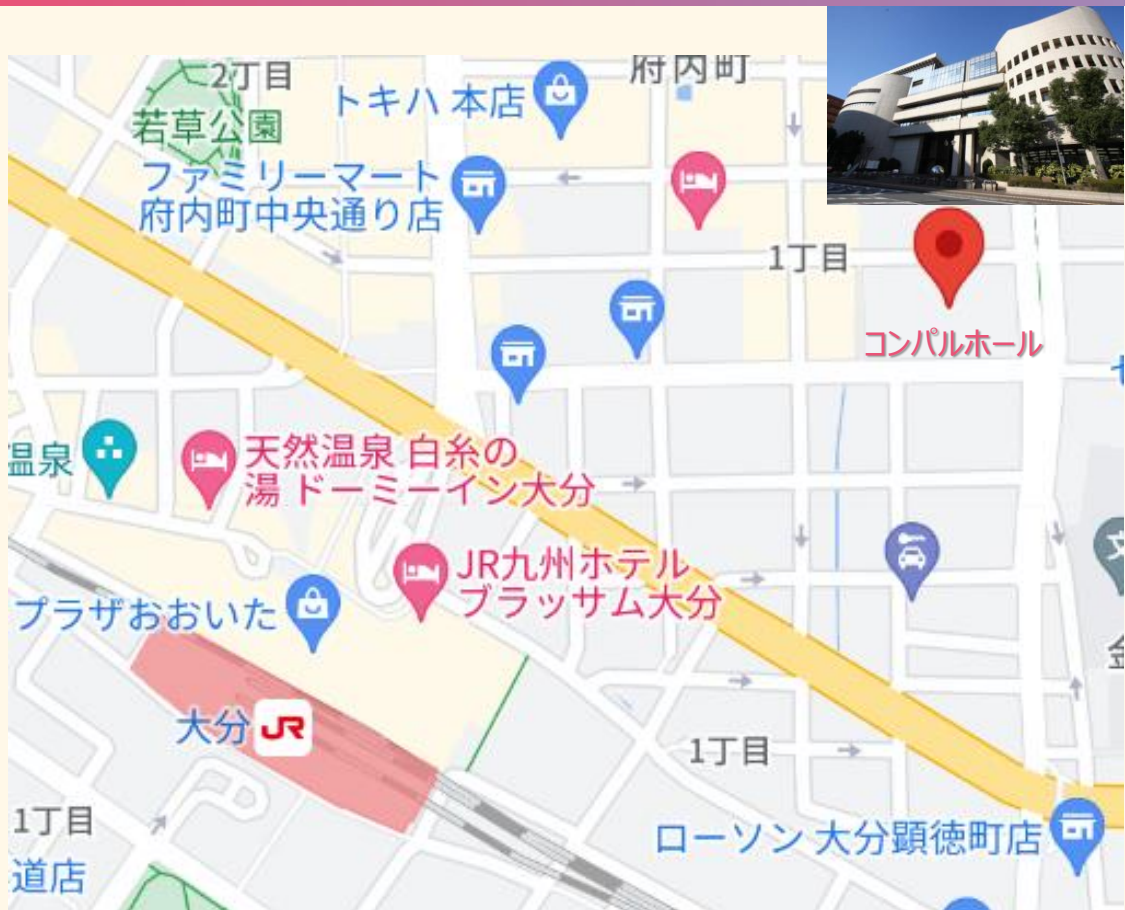 2丁目
府内町
トキハ 本店
若草公園
ファミリーマート
府内町中央通り店
1丁目
コンパルホール
温泉
天然温泉 白糸の
湯 ドーミーイン大分
JR九州ホテル
ブラッサム大分
プラザおおいた
大分 JR
1丁目
1丁目
ローソン 大分顕徳町店
道店